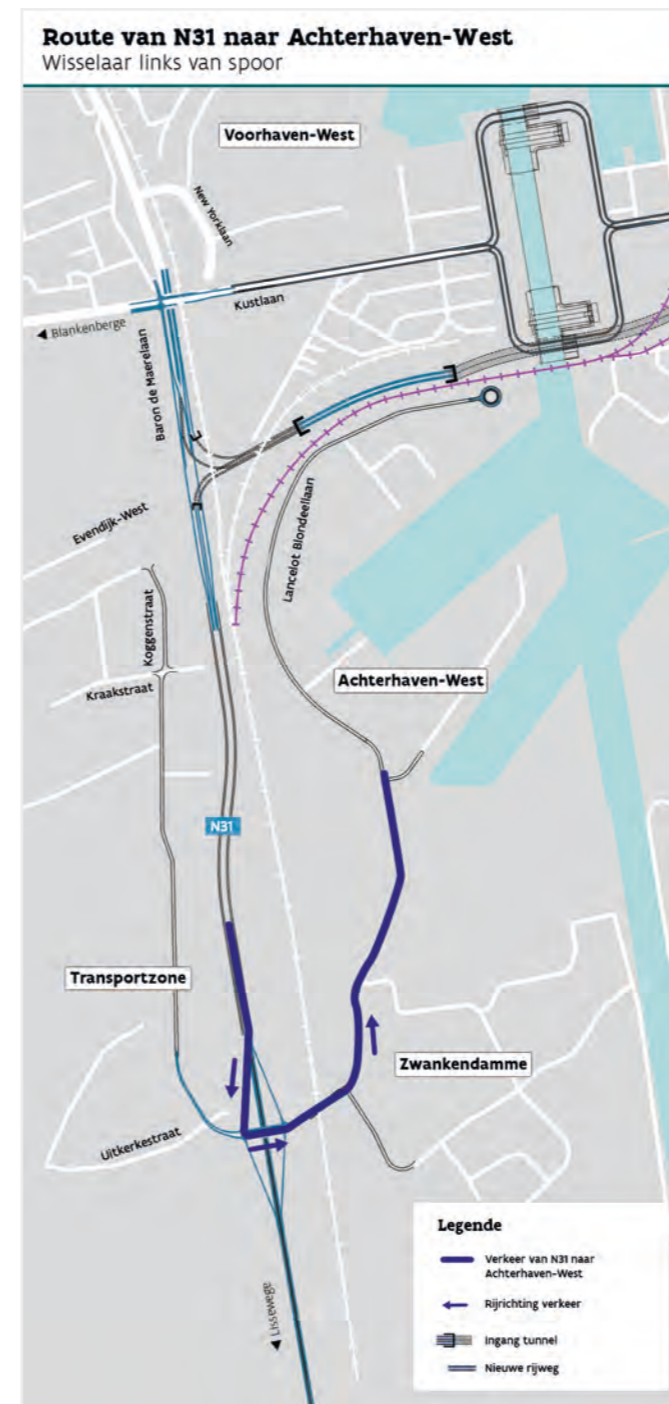 Route van N31 naar Achterhaven-West
Wisselaar links van spoor
Voorhaven-West
New Yorklaan
Kustlaan
◄ Blankenberge
Baron de Maerelaan
Evendijk-West
Lancelot Blondeellaan
Koggenstraat
Kraakstraat
Achterhaven-West
N31
Transportzone
Zwankendamme
Uitkerkestraat
◄ Lissewege
Legende
Verkeer van N31 naar
Achterhaven-West
Rijrichting verkeer
Ingang tunnel
Nieuwe rijweg